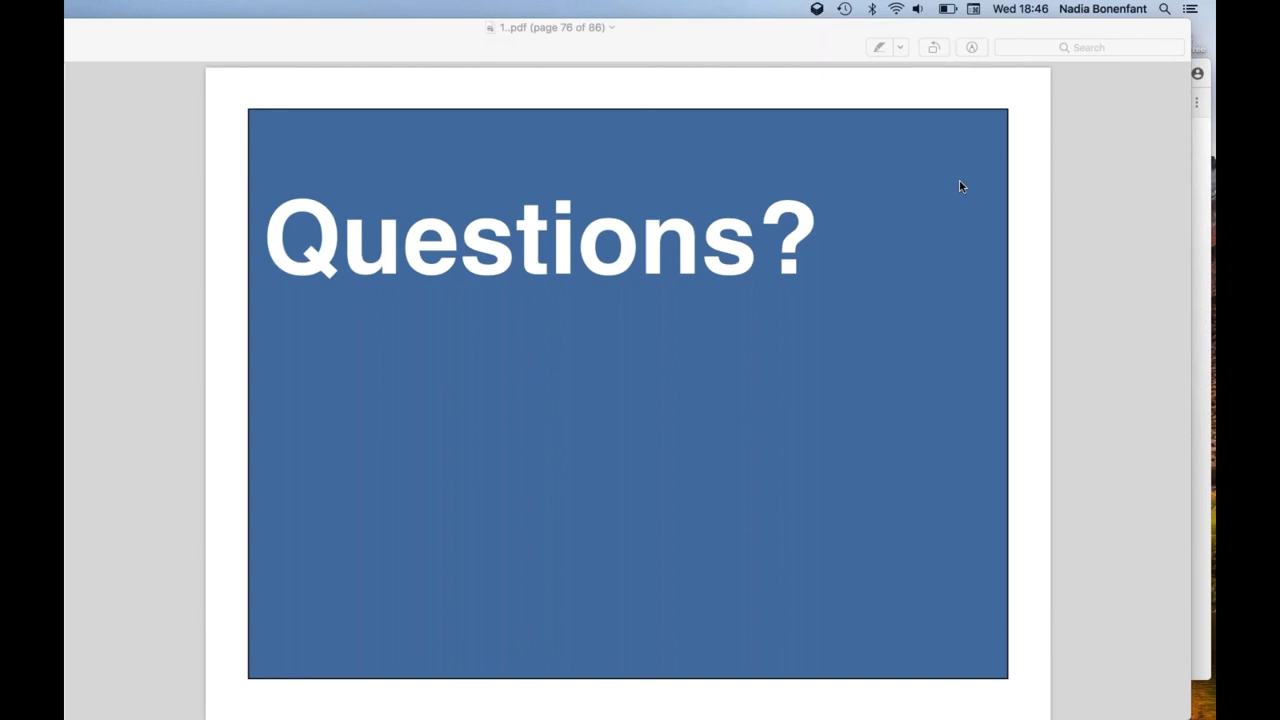 Wed 18:46 Nadia Bonenfant
1..pdf (page 76 of 86)
Search
Questions?